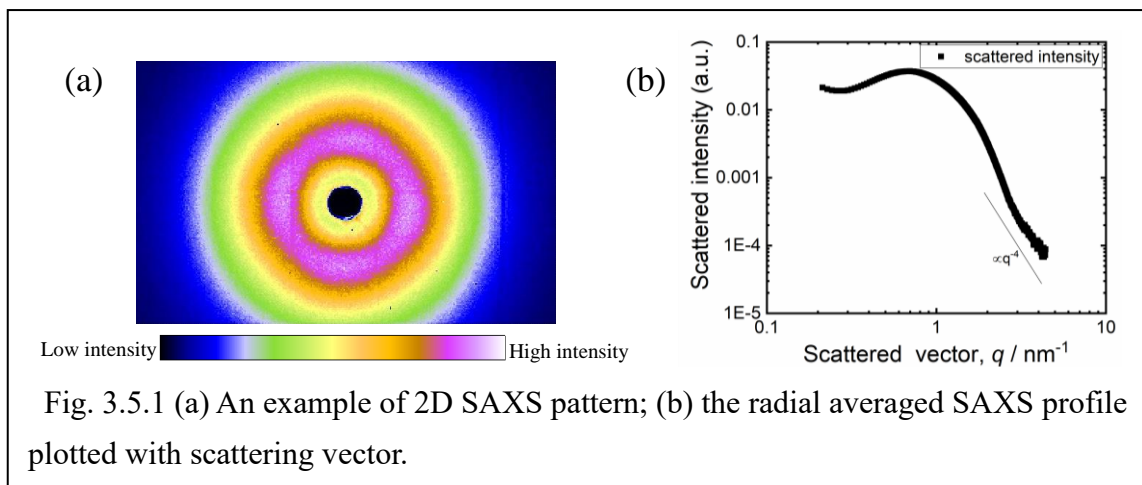 (a)
Low intensity
High intensity
(b)
scattered intensity
Scattered intensity (a.u.)
0.1
0.01
0.001
1E-4
1E-5
∝q-4
0.1
1
10
Scattered vector, q / nm-1
Fig. 3.5.1 (a) An example of 2D SAXS pattern; (b) the radial averaged SAXS profile
plotted with scattering vector.